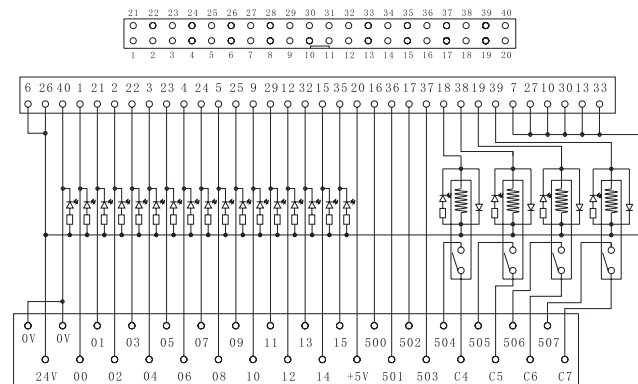 21 22 23 24 25 26 27 28 29 30 31 32 33 34 35 36 37 38 39 40
1 2 3 4 5 6 7 8 9 10 11 12 13 14 15 16 17 18 19 20
6 26 40 1 21 2 22 3 23 4 24 5 25 9 29 12 32 15 35 20 16 36 17 37 18 38 19 39 7 27 10 30 13 33
0V 0V 01 03 05 07 09 11 13 15 500 502 504 505 506 507
24V 00 02 04 06 08 10 12 14 +5V 501 503 C4 C5 C6 C7